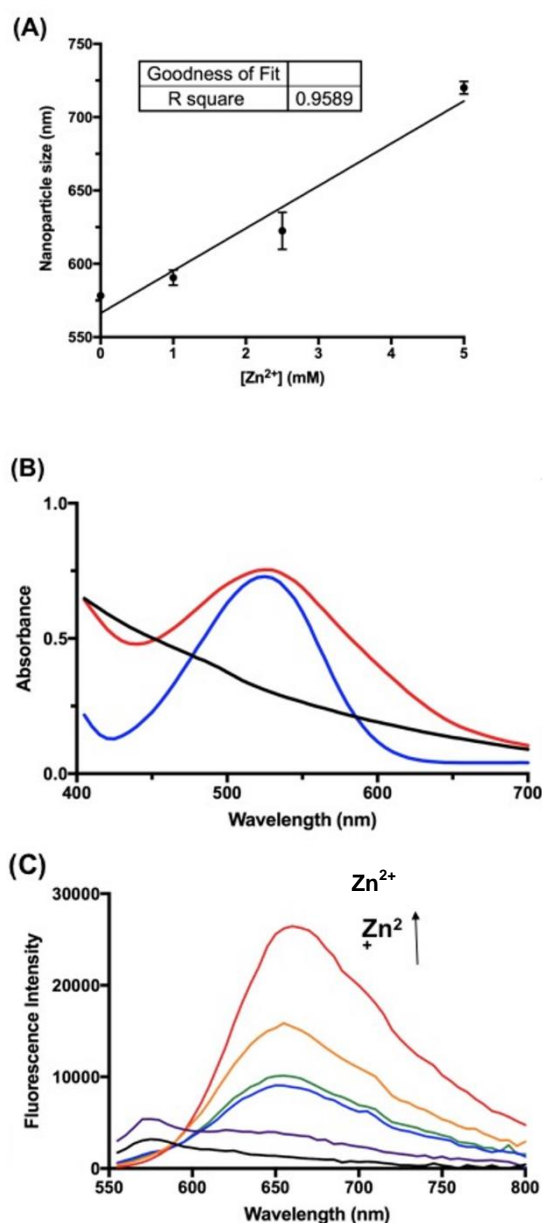 (A)
750
700
650
600
550
Nanoparticle size (nm)
Goodness of Fit
R square 0.9589
0 1 2 3 4 5
[Zn²⁺] (mM)
(B)
1.0
0.5
0.0
Absorbance
400 500 600 700
Wavelength (nm)
(C)
30000
20000
10000
0
Fluorescence Intensity
Zn²⁺
Zn²
+
550 600 650 700 750 800
Wavelength (nm)